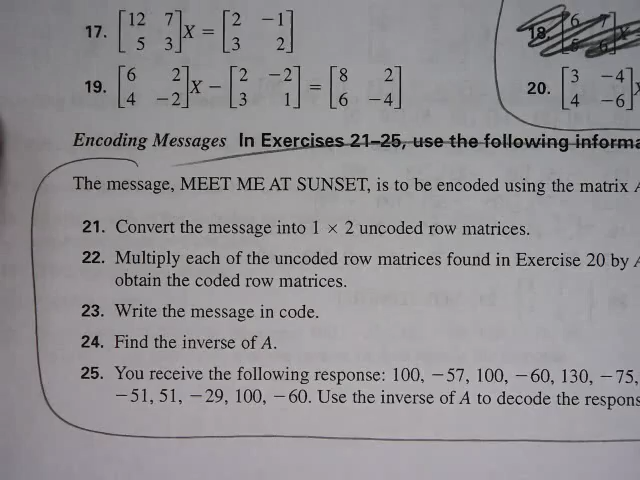 17. [12 7 5 3]X = [2 -1 3 2]
18. [6 7
19. [6 2 4 -2]X - [2 -2 3 1] = [8 2 6 -4]
20. [3 -4 4 -6]
Encoding Messages In Exercises 21–25, use the following
The message, MEET ME AT SUNSET, is to be encoded using the matrix
21. Convert the message into 1 × 2 uncoded row matrices.
22. Multiply each of the uncoded row matrices found in Exercise 20 by
obtain the coded row matrices.
23. Write the message in code.
24. Find the inverse of A.
25. You receive the following response: 100, −57, 100, −60, 130, −75,
−51, 51, −29, 100, −60. Use the inverse of A to decode the